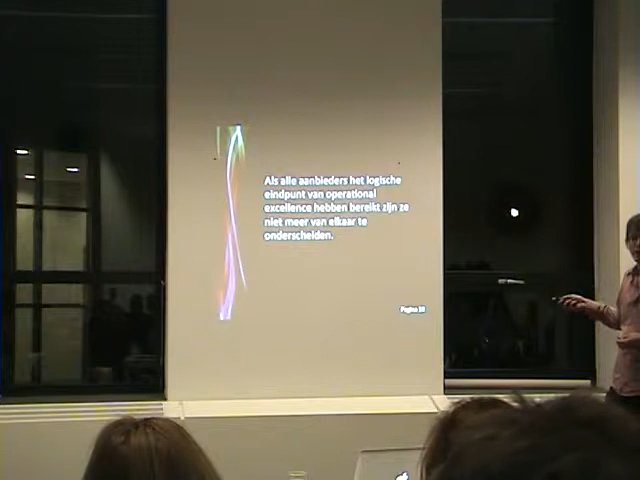 Als alle aanbieders het logische
eindpunt van operational
excellence hebben bereikt zijn ze
niet meer van elkaar te
onderscheiden.